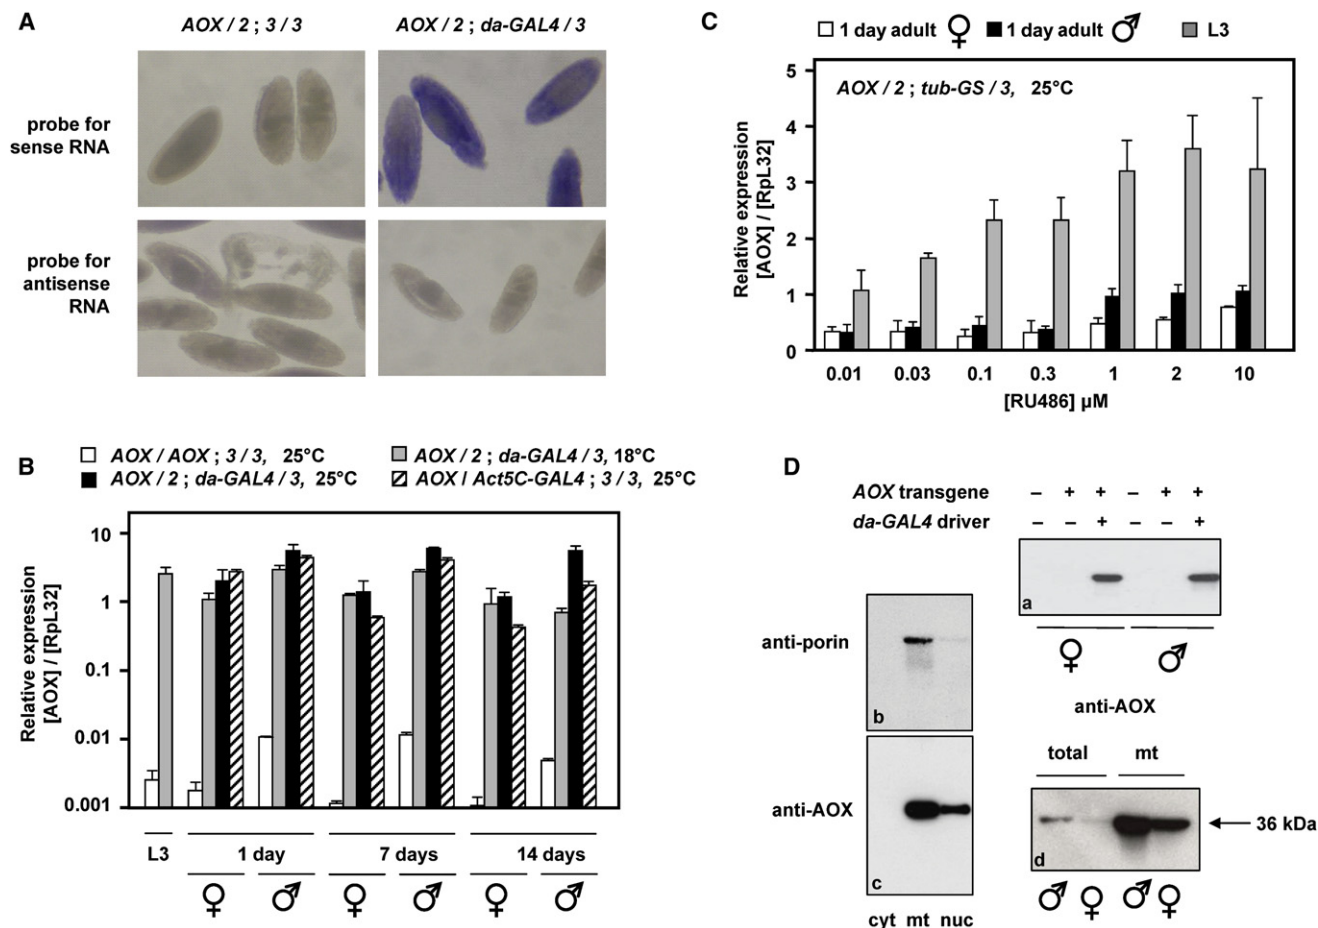 A
AOX / 2 ; 3 / 3
AOX / 2 ; da-GAL4 / 3
probe for
sense RNA
probe for
antisense
RNA
B
AOX / AOX ; 3 / 3, 25°C
AOX / 2 ; da-GAL4 / 3, 18°C
AOX / 2 ; da-GAL4 / 3, 25°C
AOX / Act5C-GAL4 ; 3 / 3, 25°C
Relative expression
[AOX] / [RpL32]
10
1
0.1
0.01
0.001
L3
1 day
7 days
14 days
♀ ♂ ♀ ♂ ♀ ♂
C
1 day adult ♀
1 day adult ♂
L3
AOX / 2 ; tub-GS / 3, 25°C
Relative expression
[AOX] / [RpL32]
5
4
3
2
1
0
0.01 0.03 0.1 0.3 1 2 10
[RU486] µM
D
AOX transgene – + + – + +
da-GAL4 driver – – + – – +
a
♀ ♂
anti-AOX
anti-porin
b
anti-AOX
c
cyt mt nuc
total mt
36 kDa
d
♂ ♀ ♂ ♀